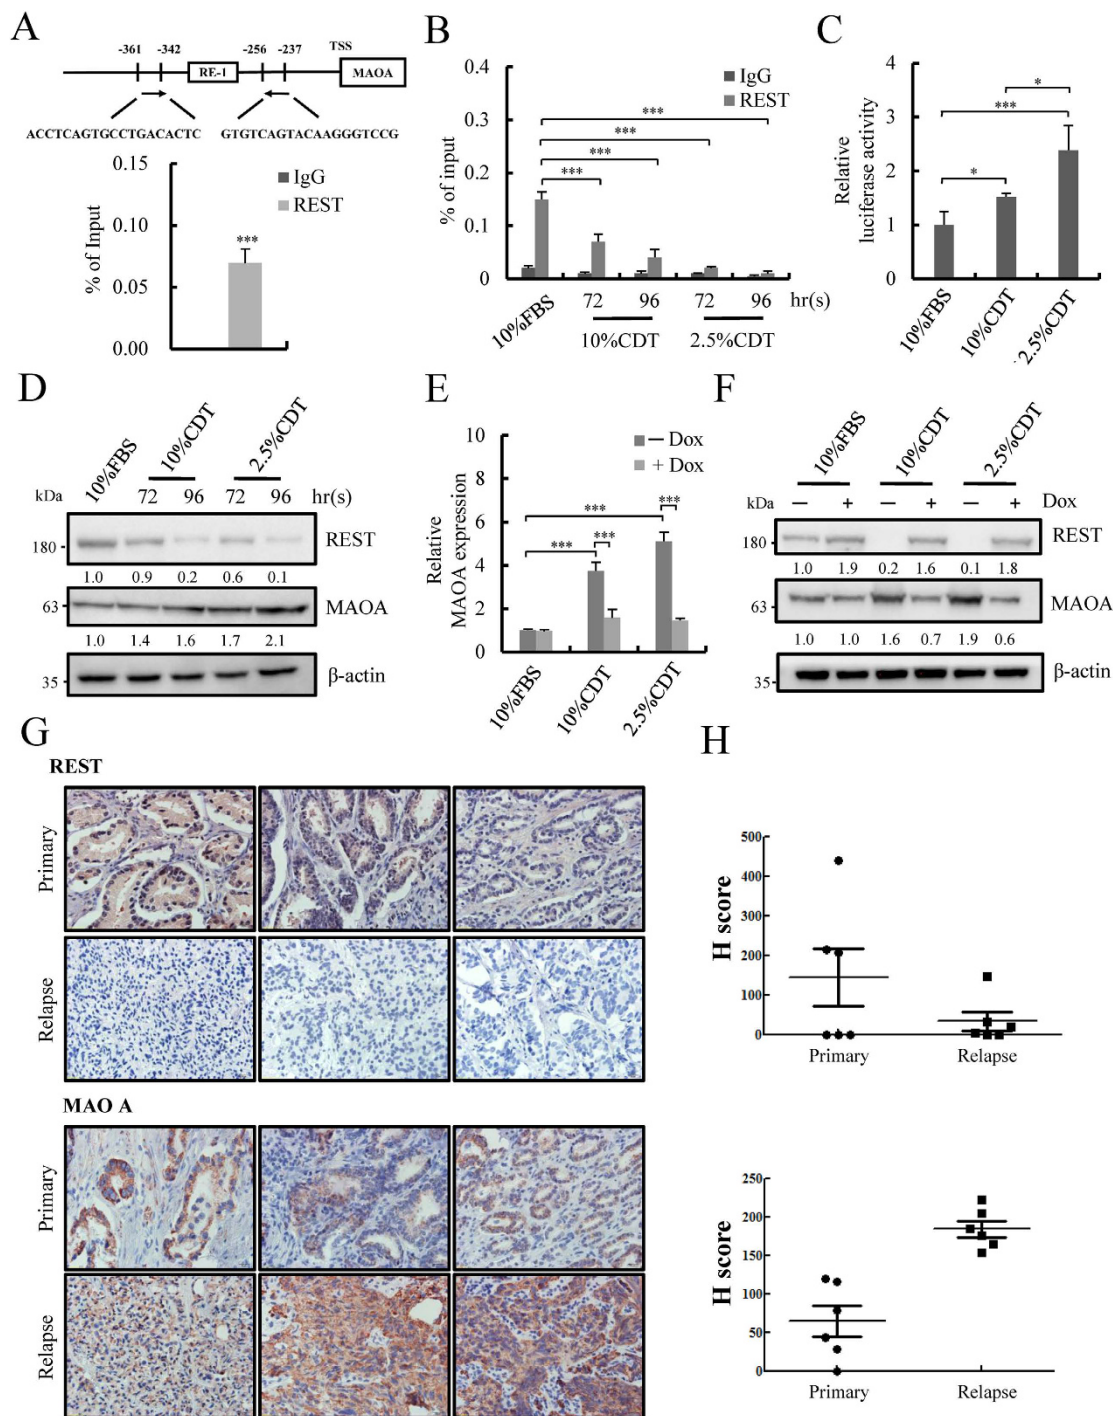 A
-361 -342 -256 -237 TSS
RE-1 MAOA
ACCTCAGTGCCTGACACTC GTGTCAGTACAAGGGTCCG
0.15
0.10
0.05
0.00
% of Input
IgG
REST
***
B
0.4
0.3
0.2
0.1
0
% of input
IgG
REST
***
***
***
***
10%FBS 72 96 72 96 hr(s)
10%CDT 2.5%CDT
C
4
3
2
1
0
Relative
luciferase activity
*
***
*
10%FBS 10%CDT 2.5%CDT
D
10%FBS 10%CDT 2.5%CDT
kDa 72 96 72 96 hr(s)
180 REST
1.0 0.9 0.2 0.6 0.1
63 MAOA
1.0 1.4 1.6 1.7 2.1
35 β-actin
E
10
8
6
4
2
0
Relative
MAOA expression
— Dox
+ Dox
***
***
***
***
10%FBS 10%CDT 2.5%CDT
F
10%FBS 10%CDT 2.5%CDT
kDa — + — + — + Dox
180 REST
1.0 1.9 0.2 1.6 0.1 1.8
63 MAOA
1.0 1.0 1.6 0.7 1.9 0.6
35 β-actin
G
REST
Primary
Relapse
MAO A
Primary
Relapse
H
500
400
300
200
100
0
H score
Primary Relapse
250
200
150
100
50
0
H score
Primary Relapse